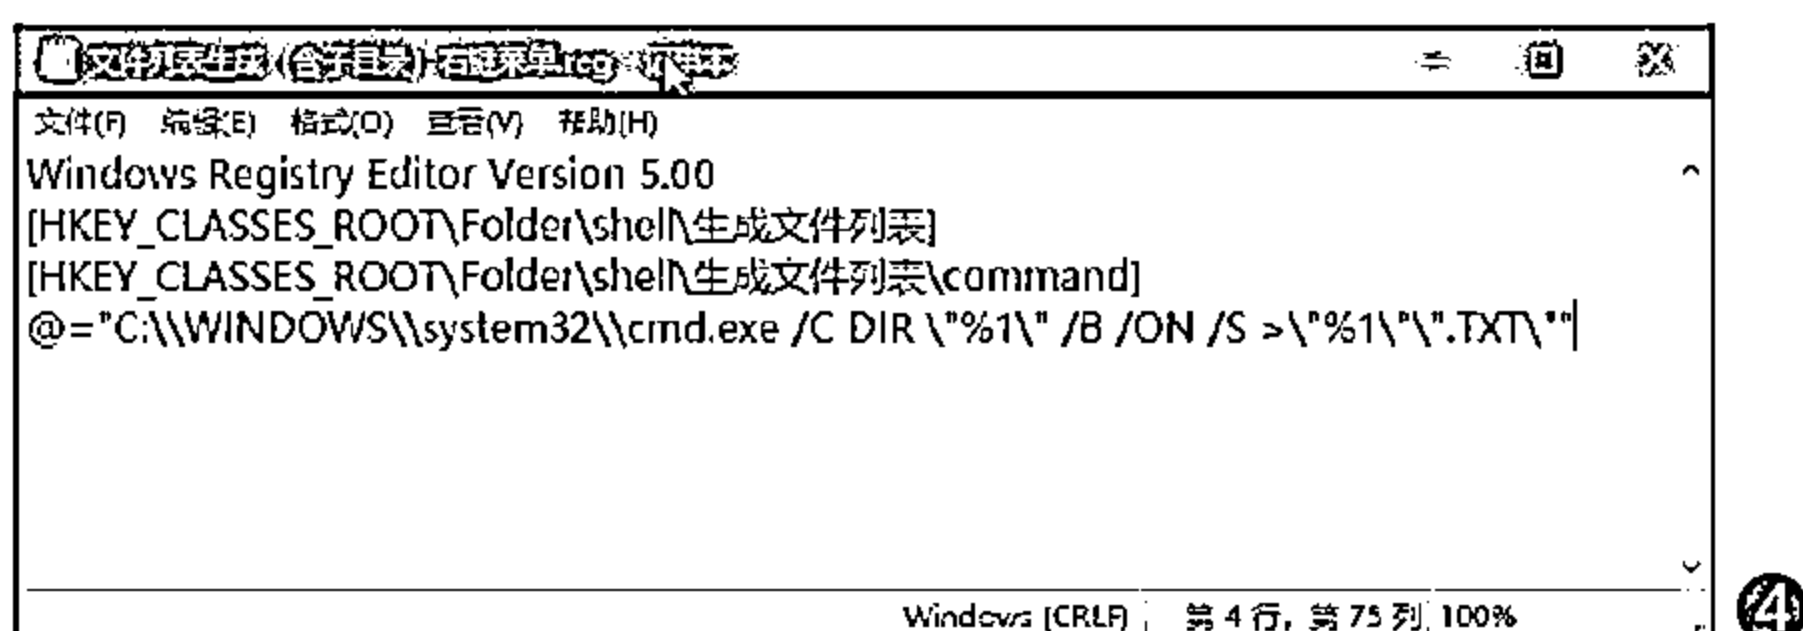 文件列表生成 (含子目录) 右键菜单.reg - 记事本
文件(F) 编辑(E) 格式(O) 查看(V) 帮助(H)
Windows Registry Editor Version 5.00
[HKEY_CLASSES_ROOT\Folder\shell\生成文件列表]
[HKEY_CLASSES_ROOT\Folder\shell\生成文件列表\command]
@="C:\\WINDOWS\\system32\\cmd.exe /C DIR \"%1\" /B /ON /S >\"%1\"\".TXT\""
Windows (CRLF) 第 4 行, 第 75 列 100%
4